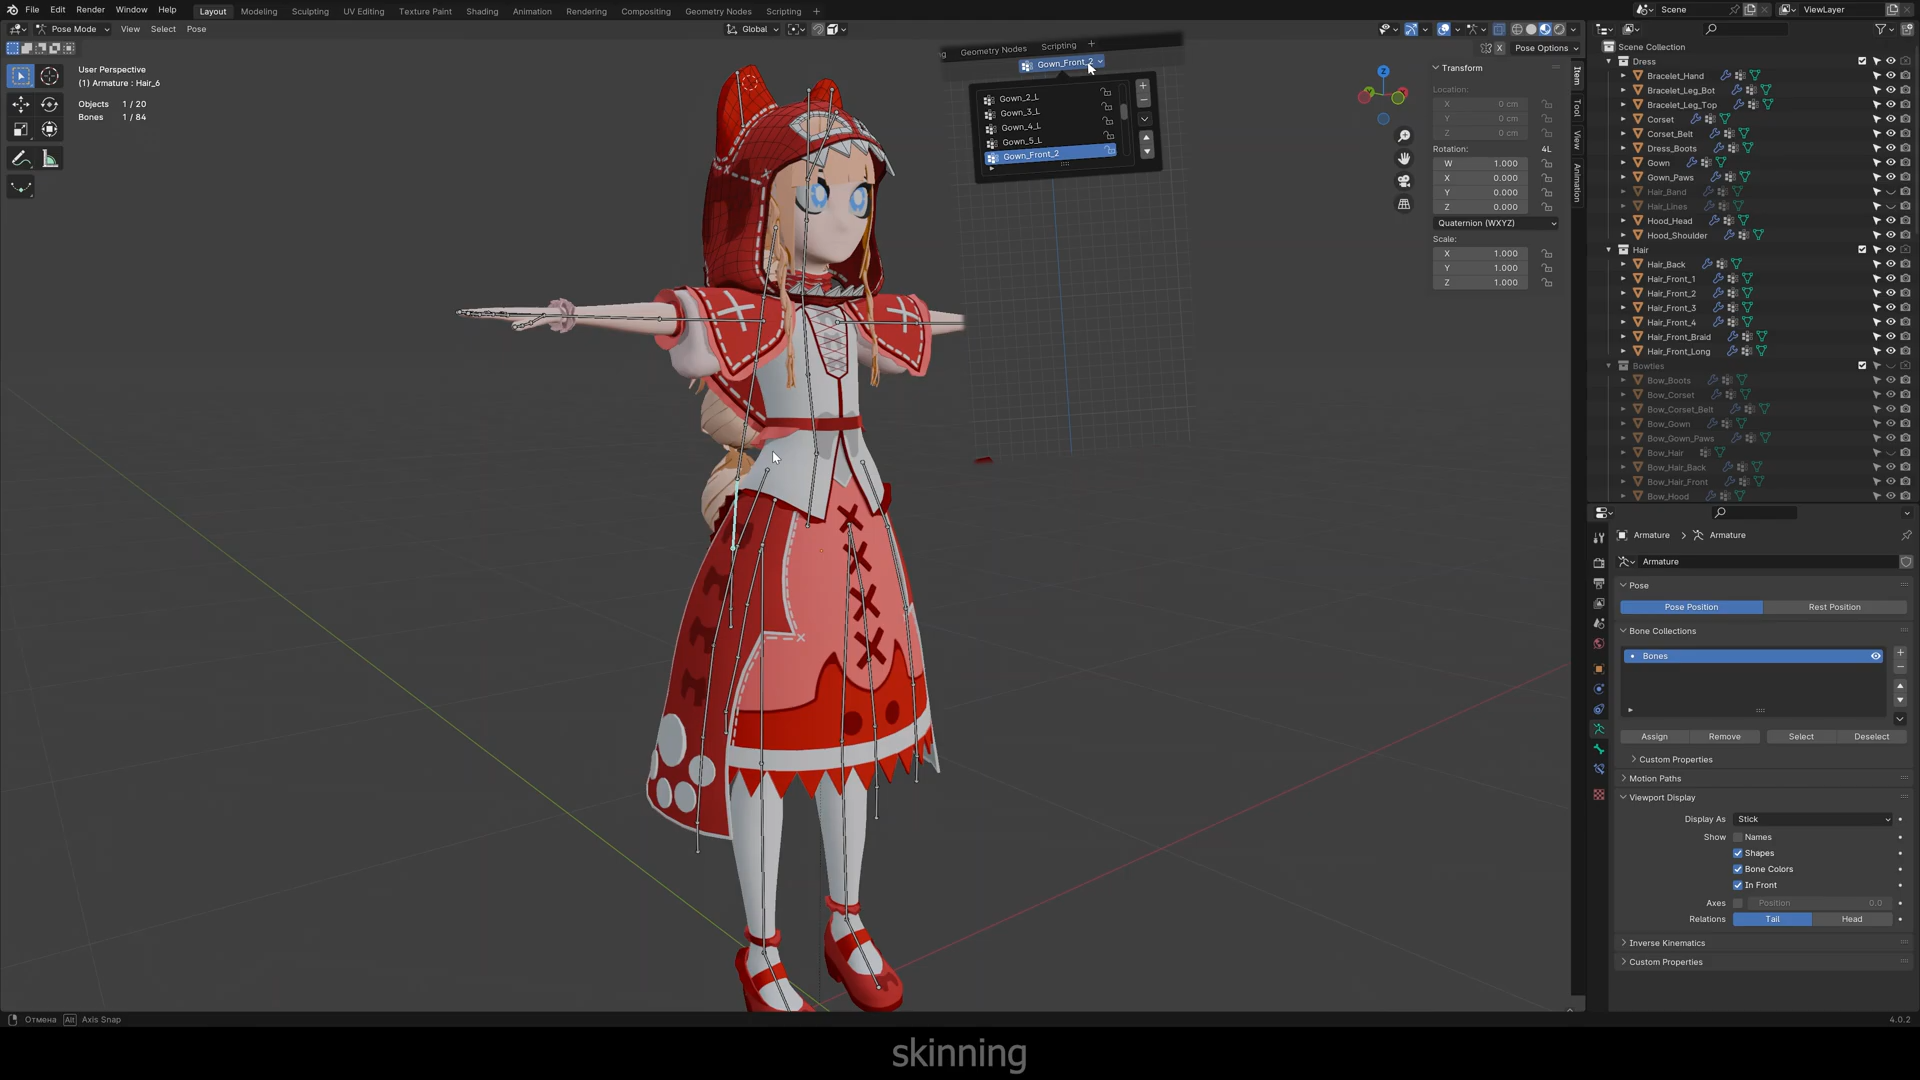 File Edit Render Window Help Layout Modeling Sculpting UV Editing Texture Paint Shading Animation Rendering Compositing Geometry Nodes Scripting + Scene ViewLayer
Pose Mode View Select Pose Global
X Pose Options
User Perspective
(1) Armature : Hair_6
Objects 1 / 20
Bones 1 / 84
Geometry Nodes Scripting +
Gown_Front_2
Gown_2_L
Gown_3_L
Gown_4_L
Gown_5_L
Gown_Front_2
Transform
Location:
X 0 cm
Y 0 cm
Z 0 cm
Rotation: 4L
W 1.000
X 0.000
Y 0.000
Z 0.000
Quaternion (WXYZ)
Scale:
X 1.000
Y 1.000
Z 1.000
Item
Tool
View
Animation
Scene Collection
Dress
Bracelet_Hand
Bracelet_Leg_Bot
Bracelet_Leg_Top
Corset
Corset_Belt
Dress_Boots
Gown
Gown_Paws
Hair_Band
Hair_Lines
Hood_Head
Hood_Shoulder
Hair
Hair_Back
Hair_Front_1
Hair_Front_2
Hair_Front_3
Hair_Front_4
Hair_Front_Braid
Hair_Front_Long
Bowties
Bow_Boots
Bow_Corset
Bow_Corset_Belt
Bow_Gown
Bow_Gown_Paws
Bow_Hair
Bow_Hair_Back
Bow_Hair_Front
Bow_Hood
Armature > Armature
Armature
Pose
Pose Position Rest Position
Bone Collections
Bones
Assign Remove Select Deselect
Custom Properties
Motion Paths
Viewport Display
Display As Stick
Show Names
Shapes
Bone Colors
In Front
Axes Position 0.0
Relations Tail Head
Inverse Kinematics
Custom Properties
Отмена Alt Axis Snap
4.0.2
skinning